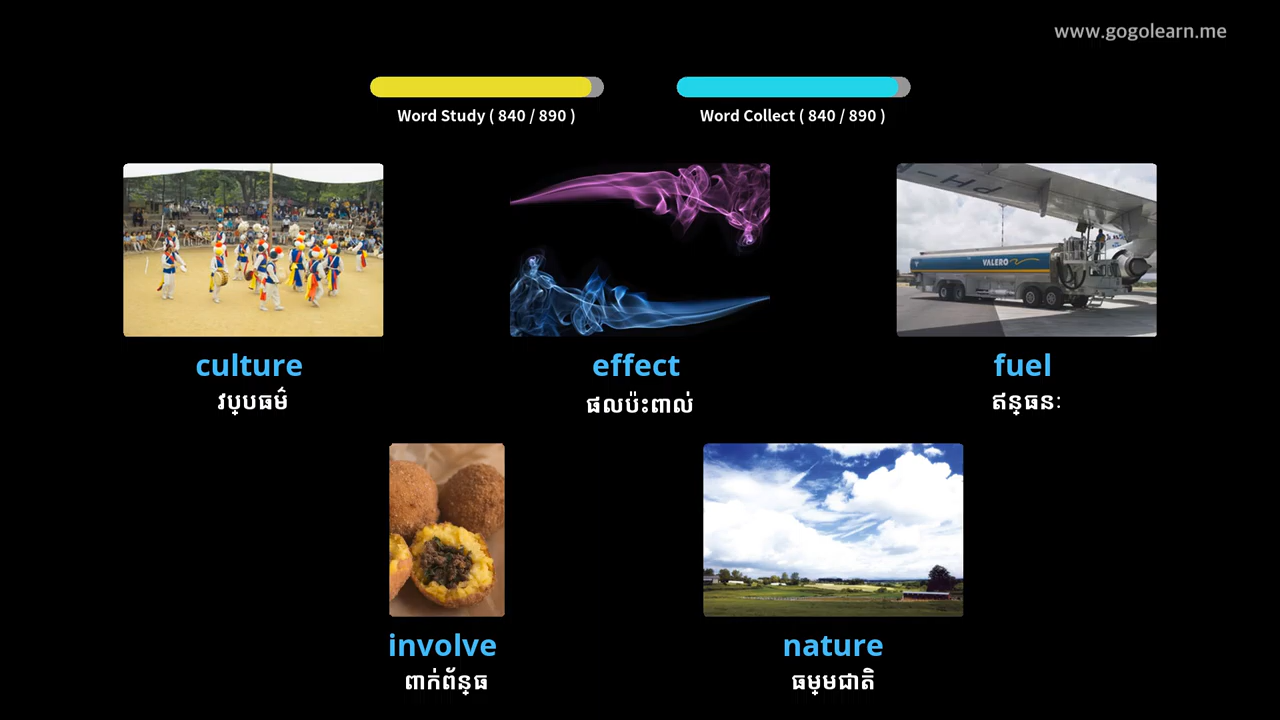 www.gogolearn.me
Word Study ( 840 / 890 )
Word Collect ( 840 / 890 )
PH-
VALERO
culture
effect
fuel
វប្បធម៌
ផលប៉ះពាល់
ឥន្ធនៈ
involve
nature
ពាក់ព័ន្ធ
ធម្មជាតិ